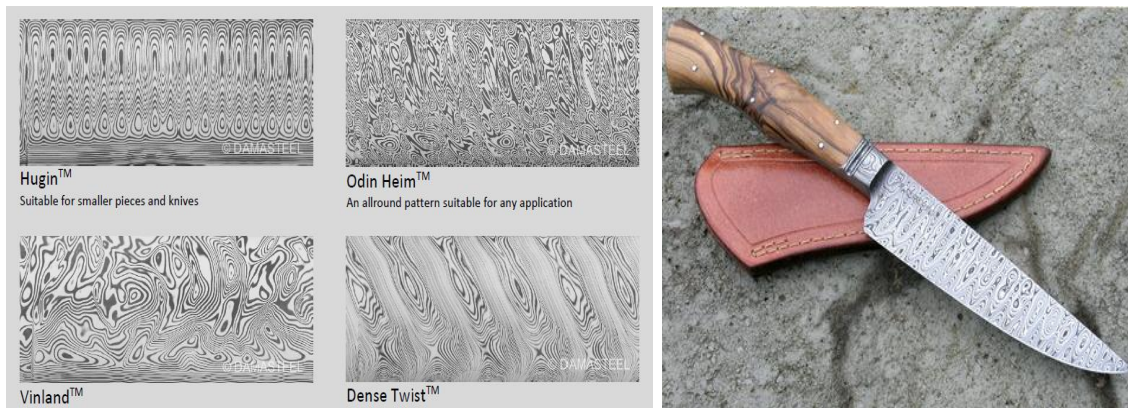 © DAMASTEEL
© DAMASTEEL
Hugin™
Odin Heim™
Suitable for smaller pieces and knives
An allround pattern suitable for any application
© DAMASTEEL
© DAMASTEEL
Vinland™
Dense Twist™